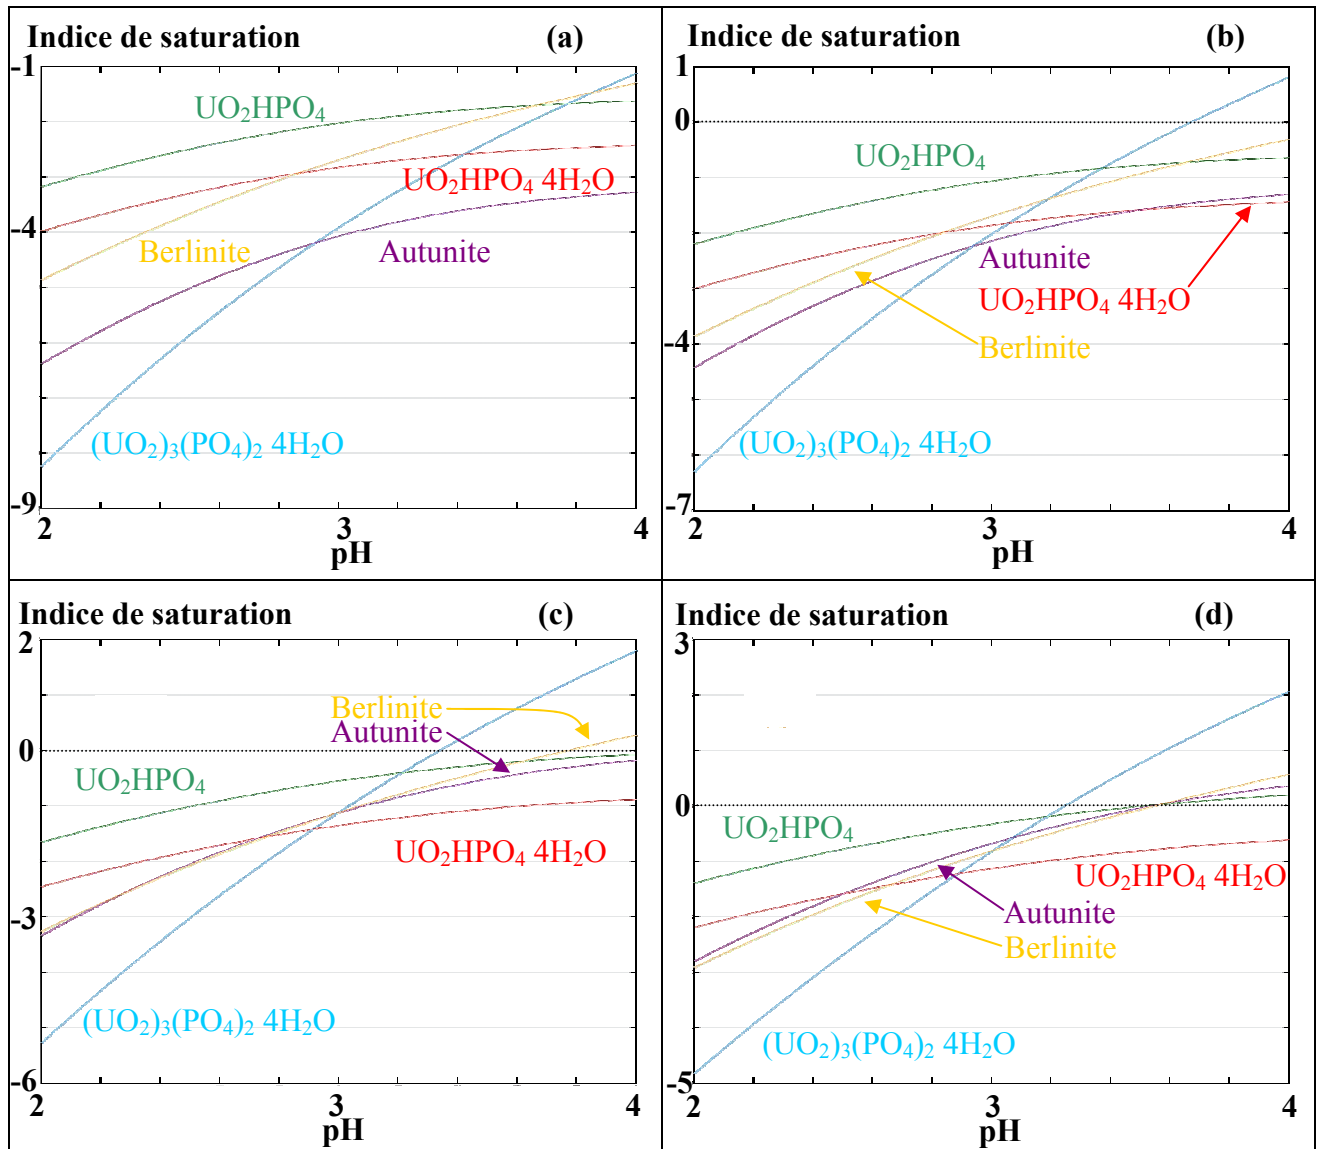 Indice de saturation (a)
-1
UO₂HPO₄
UO₂HPO₄ 4H₂O
-4
Berlinite
Autunite
(UO₂)₃(PO₄)₂ 4H₂O
-9
2 3 4
pH
Indice de saturation (b)
1
0
UO₂HPO₄
Autunite
UO₂HPO₄ 4H₂O
-4
Berlinite
(UO₂)₃(PO₄)₂ 4H₂O
-7
2 3 4
pH
Indice de saturation (c)
2
Berlinite
Autunite
0
UO₂HPO₄
UO₂HPO₄ 4H₂O
-3
(UO₂)₃(PO₄)₂ 4H₂O
-6
2 3 4
pH
Indice de saturation (d)
3
0
UO₂HPO₄
UO₂HPO₄ 4H₂O
Autunite
Berlinite
(UO₂)₃(PO₄)₂ 4H₂O
-5
2 3 4
pH